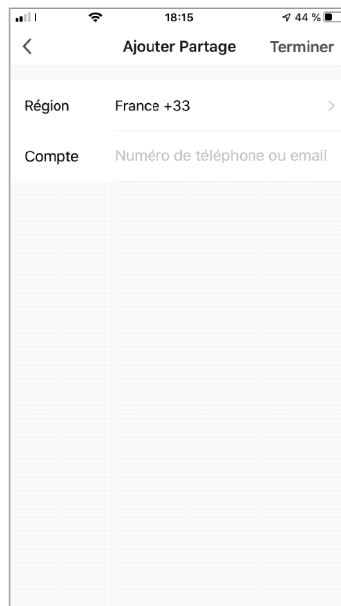 18:15
44 %
Ajouter Partage
Terminer
Région
France +33
Compte
Numéro de téléphone ou email